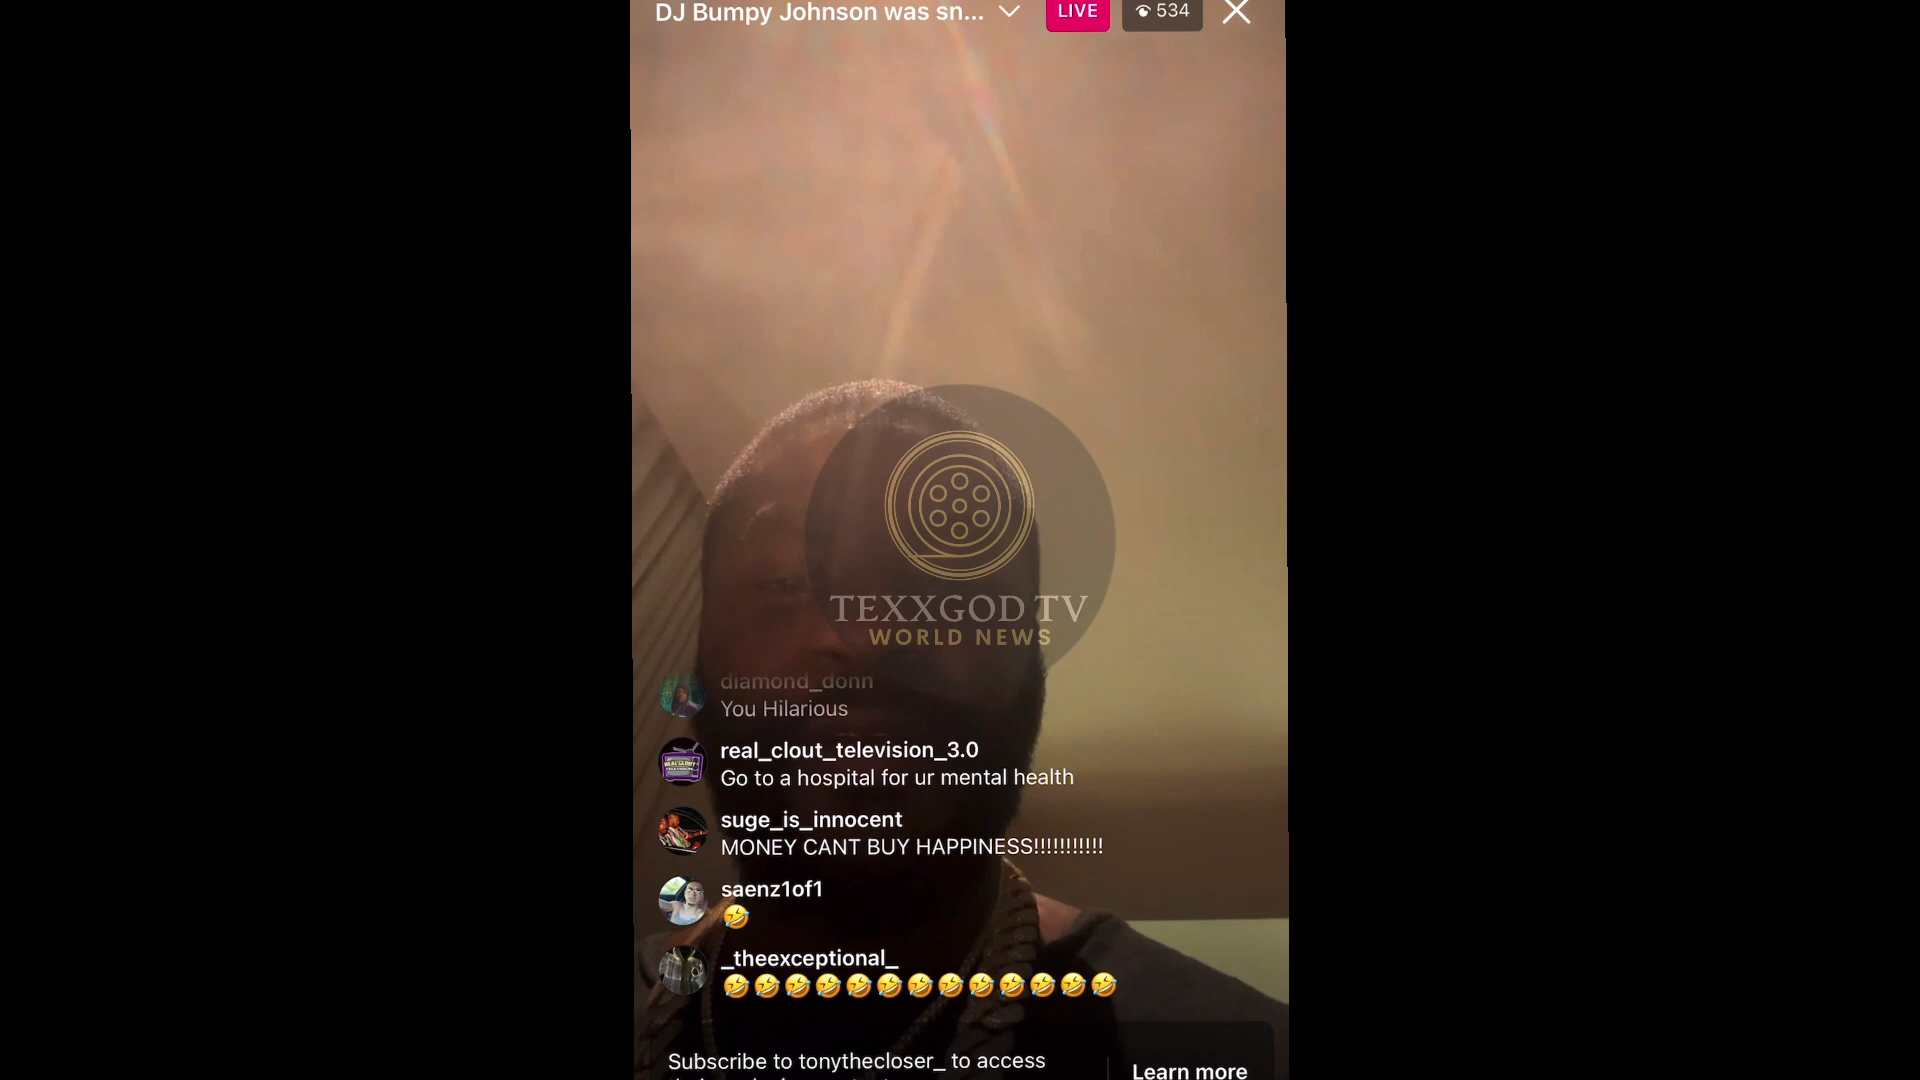 DJ Bumpy Johnson was sn...
LIVE
534
TEXXGOD TV
WORLD NEWS
diamond_donn
You Hilarious
real_clout_television_3.0
Go to a hospital for ur mental health
suge_is_innocent
MONEY CANT BUY HAPPINESS!!!!!!!!!!!
saenz1of1
🤣
_theexceptional_
🤣🤣🤣🤣🤣🤣🤣🤣🤣🤣🤣🤣🤣
Subscribe to tonythecloser_ to access
Learn more